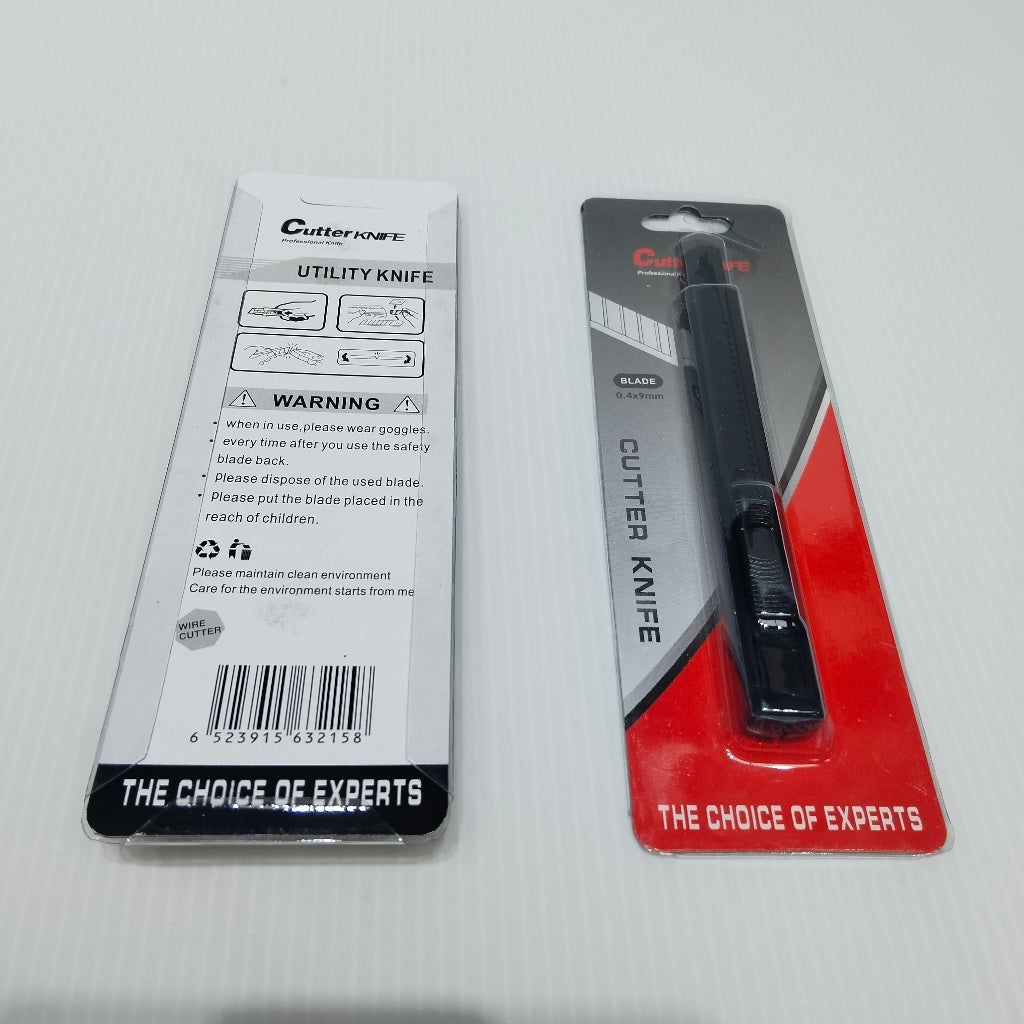 Cutter KNIFE
Professional Knife
UTILITY KNIFE
WARNING
when in use,please wear goggles.
every time after you use the safety
blade back.
Please dispose of the used blade.
Please put the blade placed in the
reach of children.
Please maintain clean environment
Care for the environment starts from me
WIRE
CUTTER
6 523915 632158
THE CHOICE OF EXPERTS
Professional
BLADE
0.4x9mm
CUTTER KNIFE
THE CHOICE OF EXPERTS